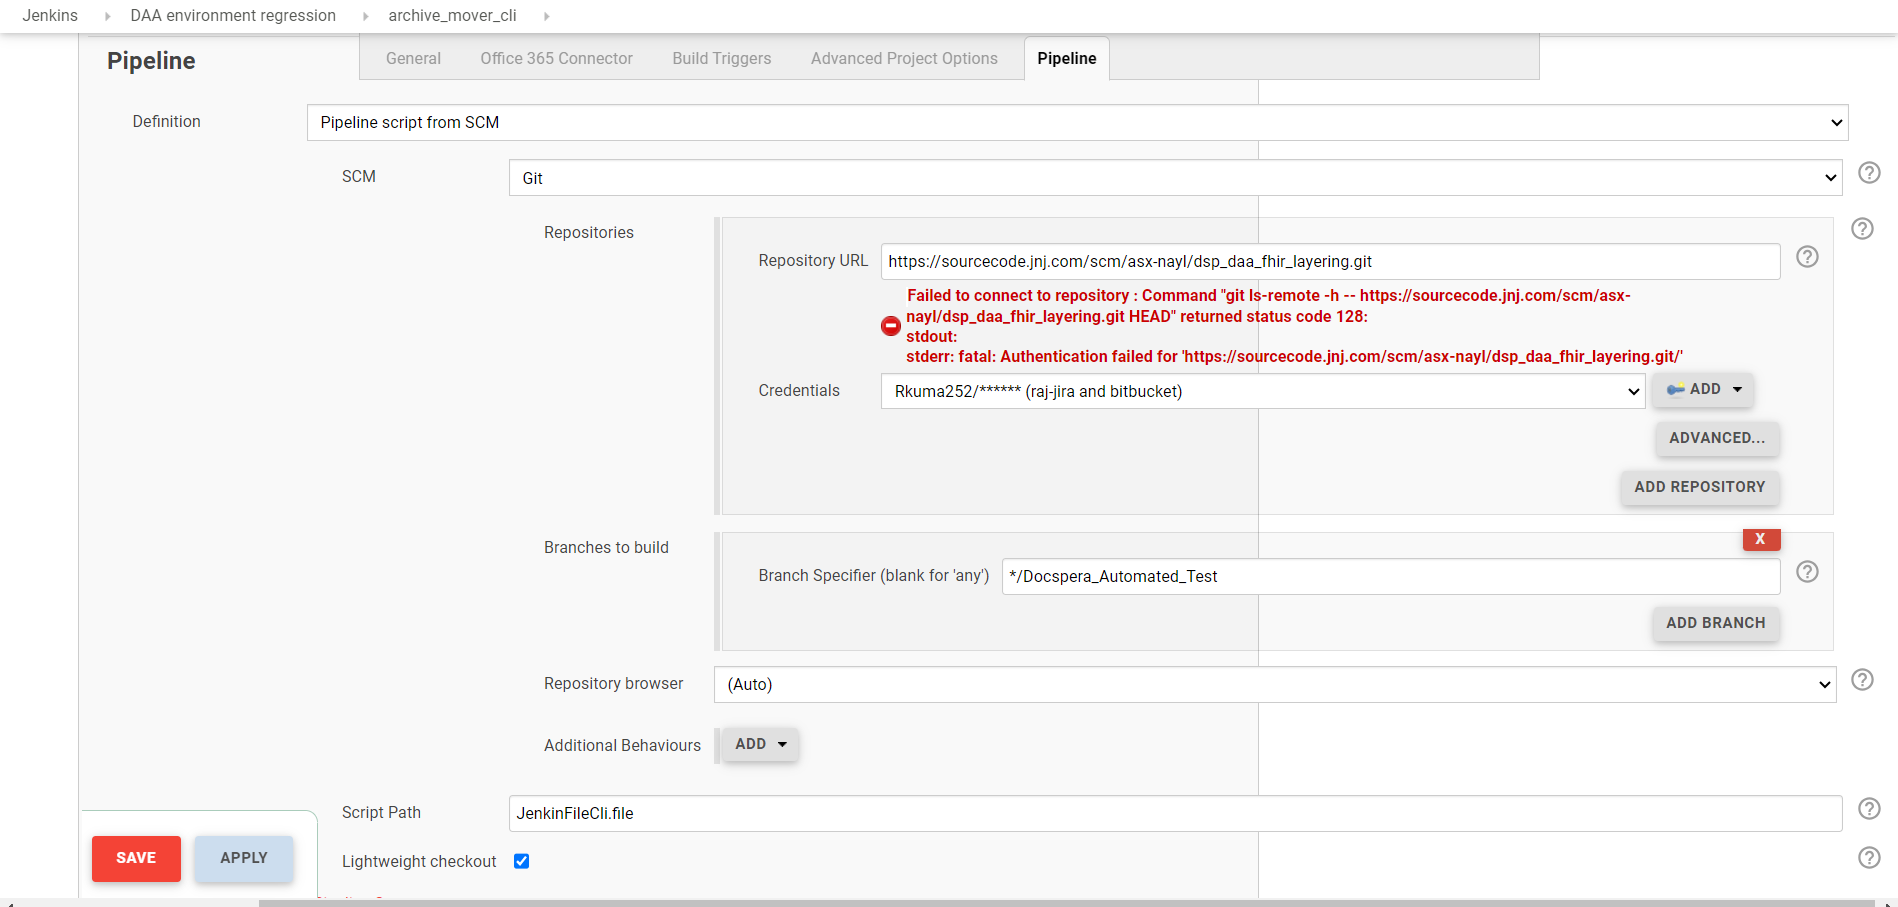 Jenkins DAA environment regression archive_mover_cli
Pipeline
General Office 365 Connector Build Triggers Advanced Project Options Pipeline
Definition
Pipeline script from SCM
SCM
Git
Repositories
Repository URL
https://sourcecode.jnj.com/scm/asx-nayl/dsp_daa_fhir_layering.git
Failed to connect to repository : Command "git ls-remote -h -- https://sourcecode.jnj.com/scm/asx-
nayl/dsp_daa_fhir_layering.git HEAD" returned status code 128:
stdout:
stderr: fatal: Authentication failed for 'https://sourcecode.jnj.com/scm/asx-nayl/dsp_daa_fhir_layering.git/'
Credentials
Rkuma252/****** (raj-jira and bitbucket)
ADD
ADVANCED...
ADD REPOSITORY
X
Branches to build
Branch Specifier (blank for 'any')
*/Docspera_Automated_Test
ADD BRANCH
Repository browser
(Auto)
Additional Behaviours
ADD
Script Path
JenkinFileCli.file
Lightweight checkout
SAVE APPLY